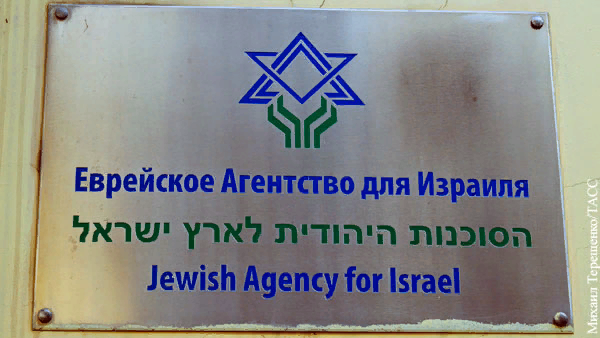 Еврейское Агентство для Израиля
הסוכנות היהודית לארץ ישראל
Jewish Agency for Israel
Михаил Терещенко/ТАСС